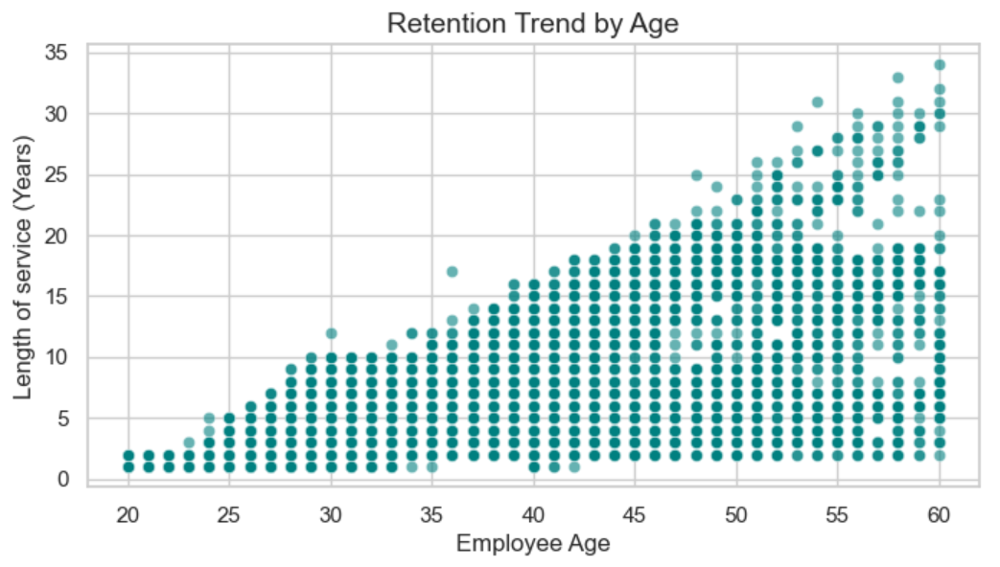 Retention Trend by Age
Length of service (Years)
35
30
25
20
15
10
5
0
20 25 30 35 40 45 50 55 60
Employee Age